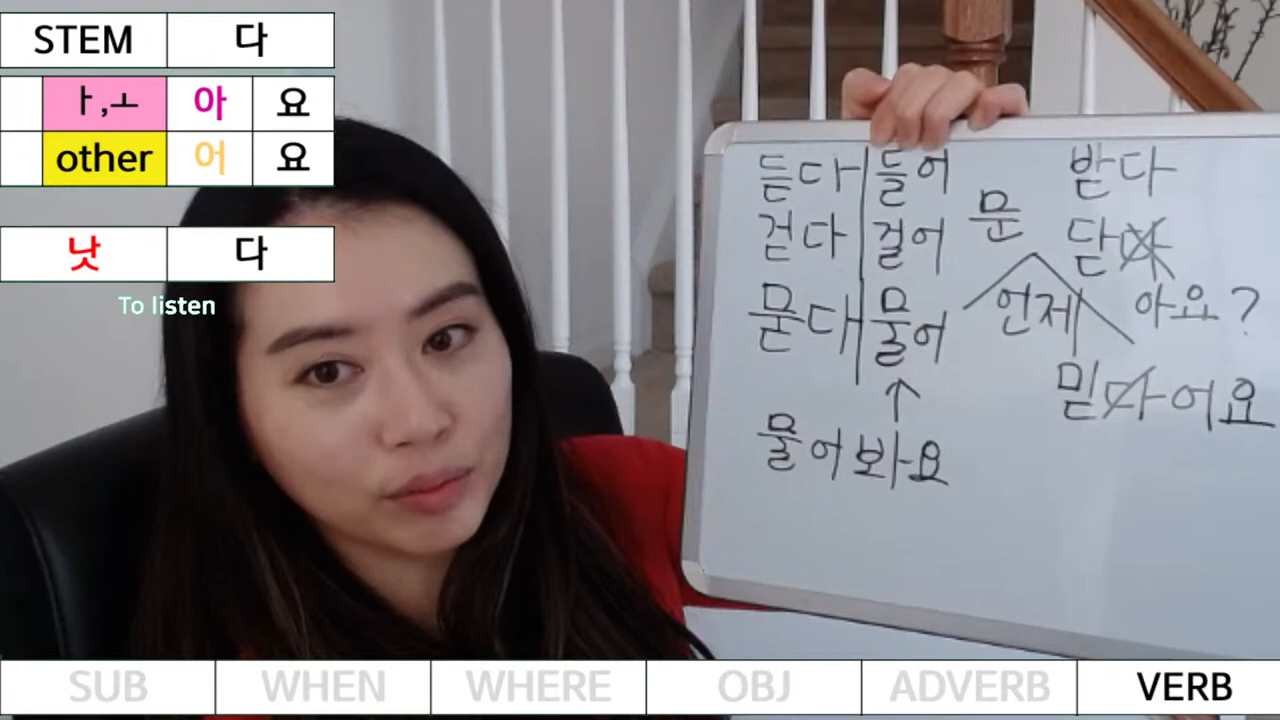 STEM 다
ㅏ,ㅗ 아 요
other 어 요
낫 다
To listen
듣다 들어
걷다 걸어
묻다 물어
↑
물어봐요
문
언제
받다
닫
아요?
믿다어요
SUB WHEN WHERE OBJ ADVERB VERB